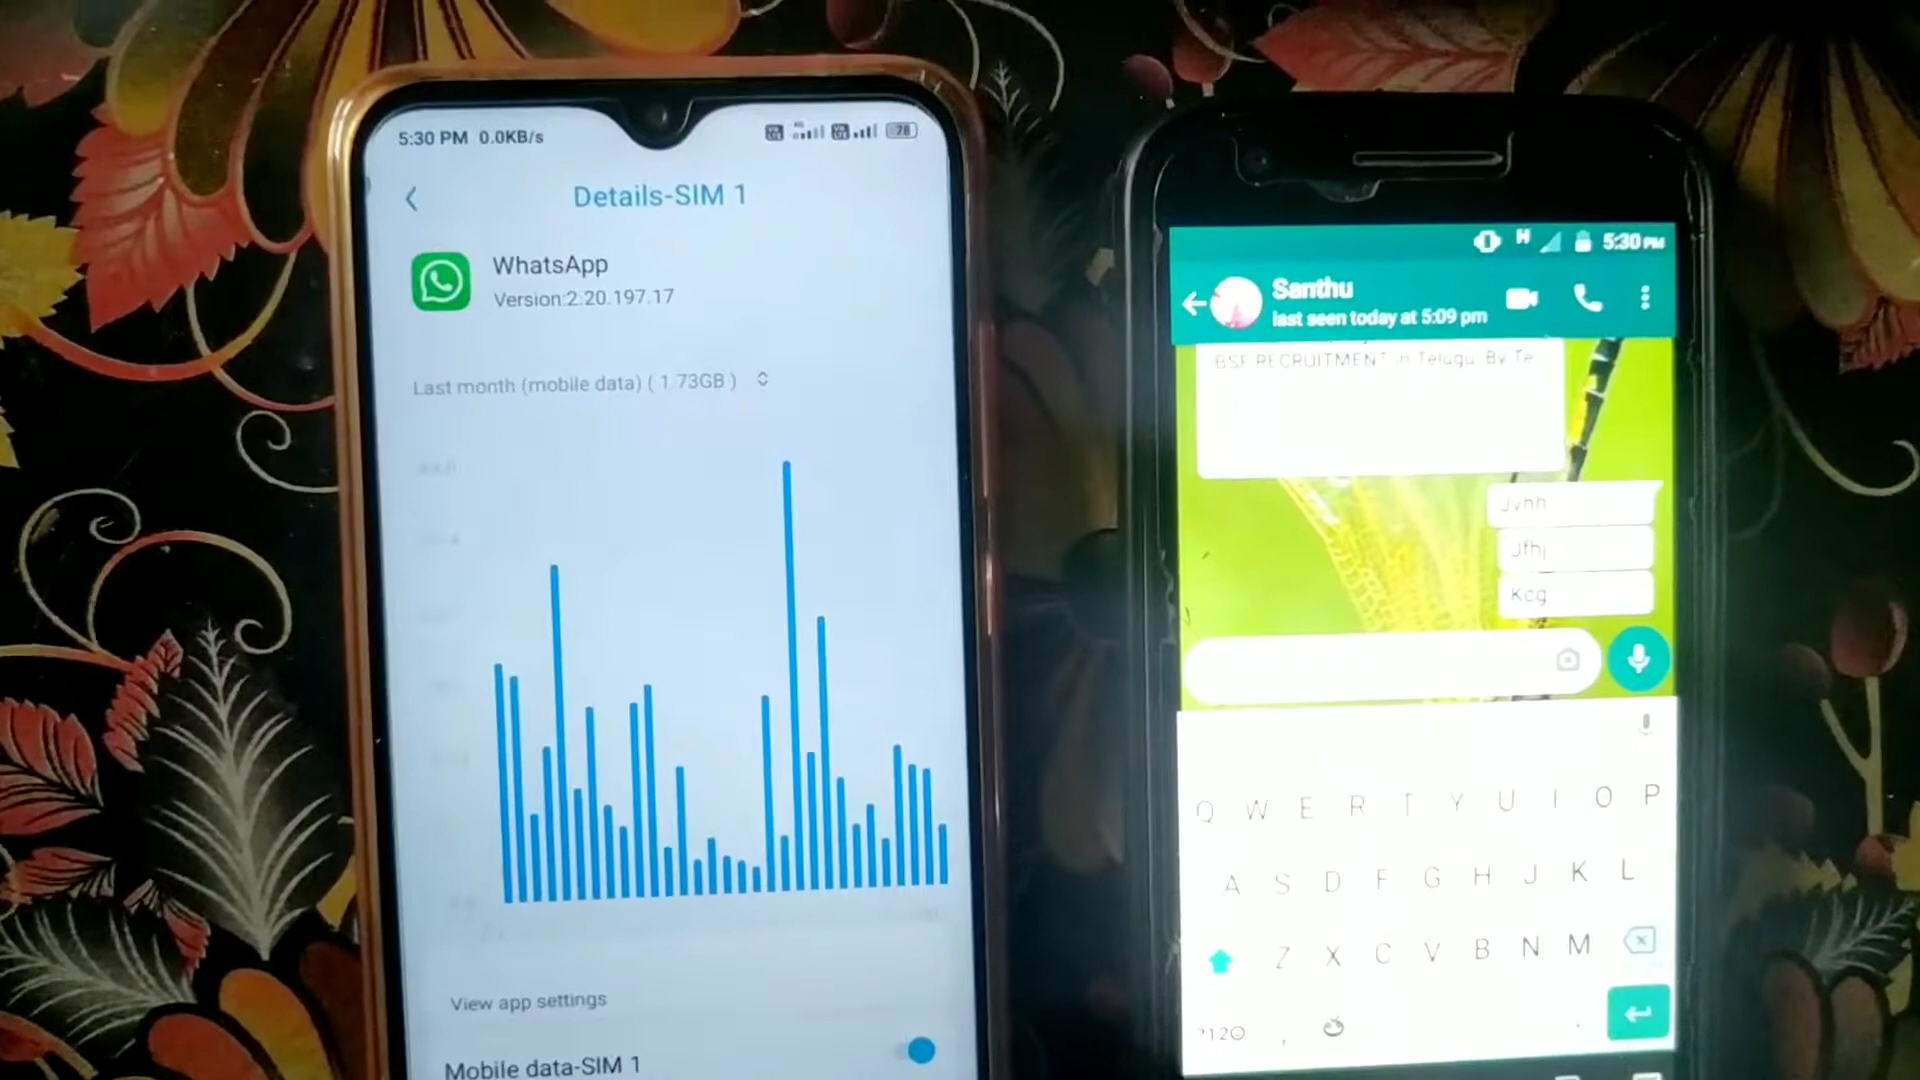 5:30 PM 0.0KB/s
78
Details-SIM 1
WhatsApp
Version:2.20.197.17
Last month (mobile data) ( 1.73GB )
View app settings
Mobile data-SIM 1
H 5:30 PM
Santhu
last seen today at 5:09 pm
BSF RECRUITMENT in Telugu By Te
Jvhh
Jfhj
Kcg
Q W E R T Y U I O P
A S D F G H J K L
Z X C V B N M
?12☺ , .